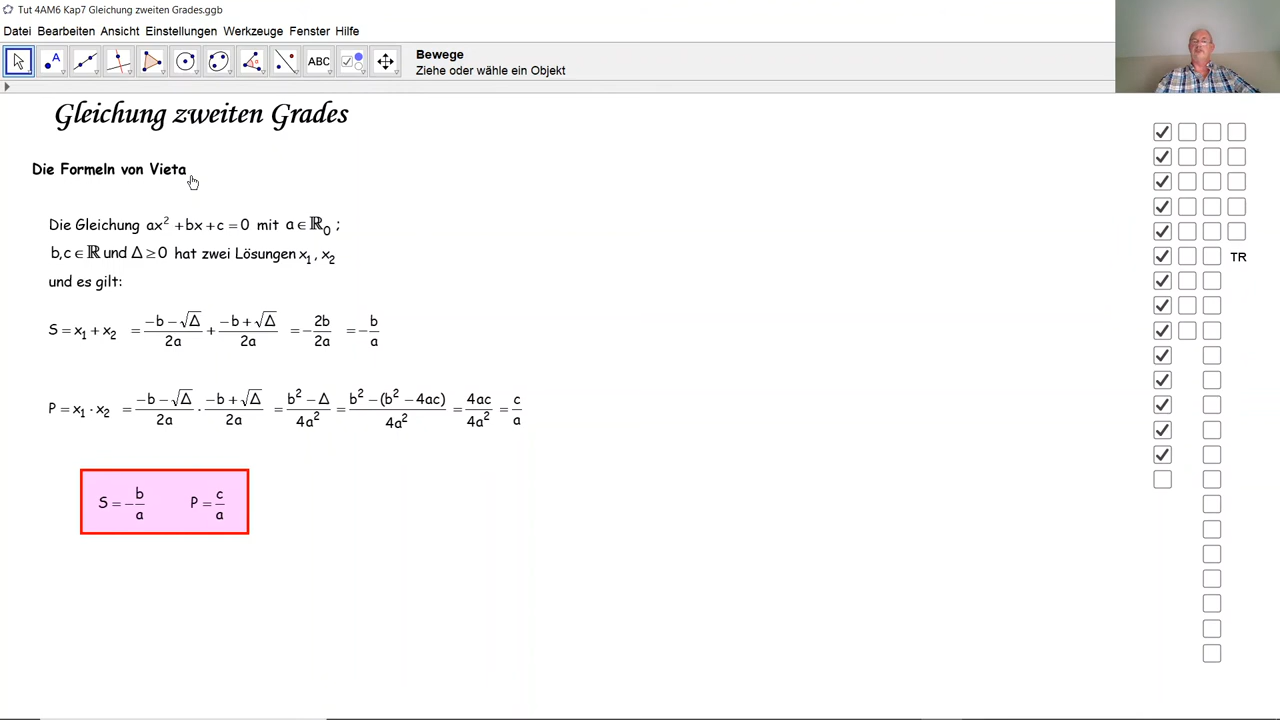 Tut 4AM6 Kap7 Gleichung zweiten Grades.ggb
Datei Bearbeiten Ansicht Einstellungen Werkzeuge Fenster Hilfe
A ABC
Bewege
Ziehe oder wähle ein Objekt
Gleichung zweiten Grades
Die Formeln von Vieta
Die Gleichung ax² + bx + c = 0 mit a ∈ ℝ₀ ;
b,c ∈ ℝ und Δ ≥ 0 hat zwei Lösungen x₁ , x₂
und es gilt:
S = x₁ + x₂ = (-b - √Δ)/2a + (-b + √Δ)/2a = - 2b/2a = - b/a
P = x₁ · x₂ = (-b - √Δ)/2a · (-b + √Δ)/2a = (b² - Δ)/4a² = (b² - (b² - 4ac))/4a² = 4ac/4a² = c/a
S = - b/a P = c/a
TR